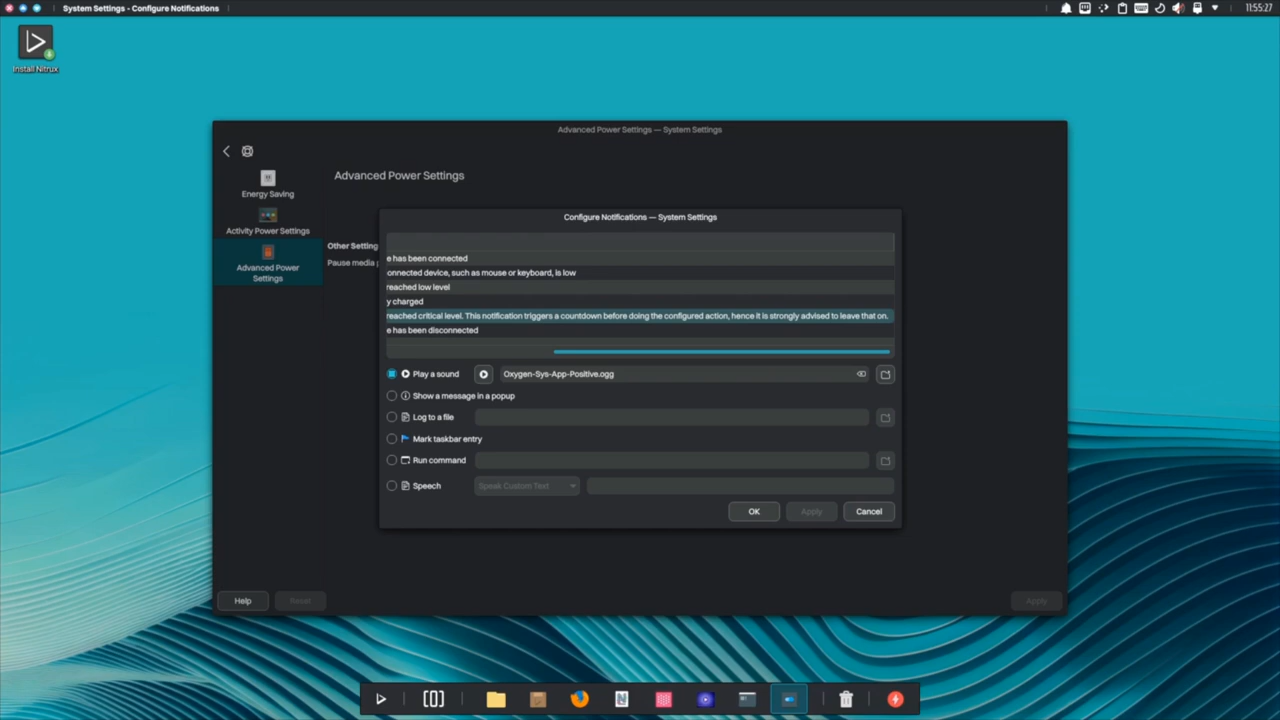 System Settings - Configure Notifications
11:55:27
Install Nitrux
Advanced Power Settings — System Settings
Energy Saving
Activity Power Settings
Advanced Power
Settings
Advanced Power Settings
Other Setting
Pause media p
Configure Notifications — System Settings
e has been connected
onnected device, such as mouse or keyboard, is low
reached low level
y charged
reached critical level. This notification triggers a countdown before doing the configured action, hence it is strongly advised to leave that on.
e has been disconnected
Play a sound
Oxygen-Sys-App-Positive.ogg
Show a message in a popup
Log to a file
Mark taskbar entry
Run command
Speech
Speak Custom Text
OK
Apply
Cancel
Help
Reset
Apply